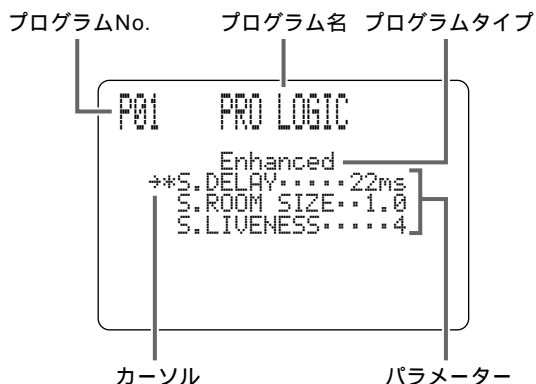 プログラムNo. プログラム名 プログラムタイプ
P01 PRO LOGIC
Enhanced
→*S.DELAY·····22ms
S.ROOM SIZE··1.0
S.LIVENESS·····4
カーソル パラメーター